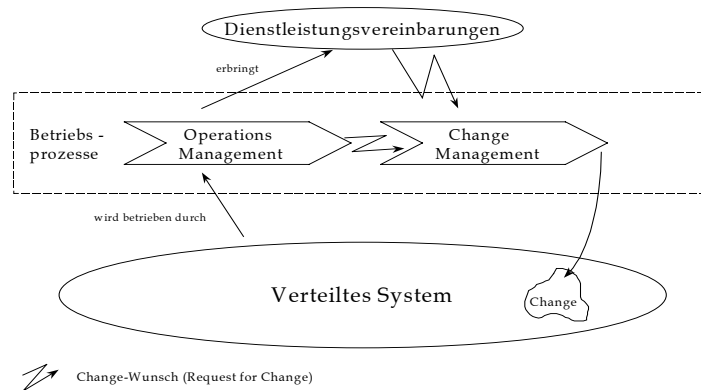 Dienstleistungsvereinbarungen
erbringt
Betriebs -
prozesse
Operations
Management
Change
Management
wird betrieben durch
Verteiltes System
Change
Change-Wunsch (Request for Change)